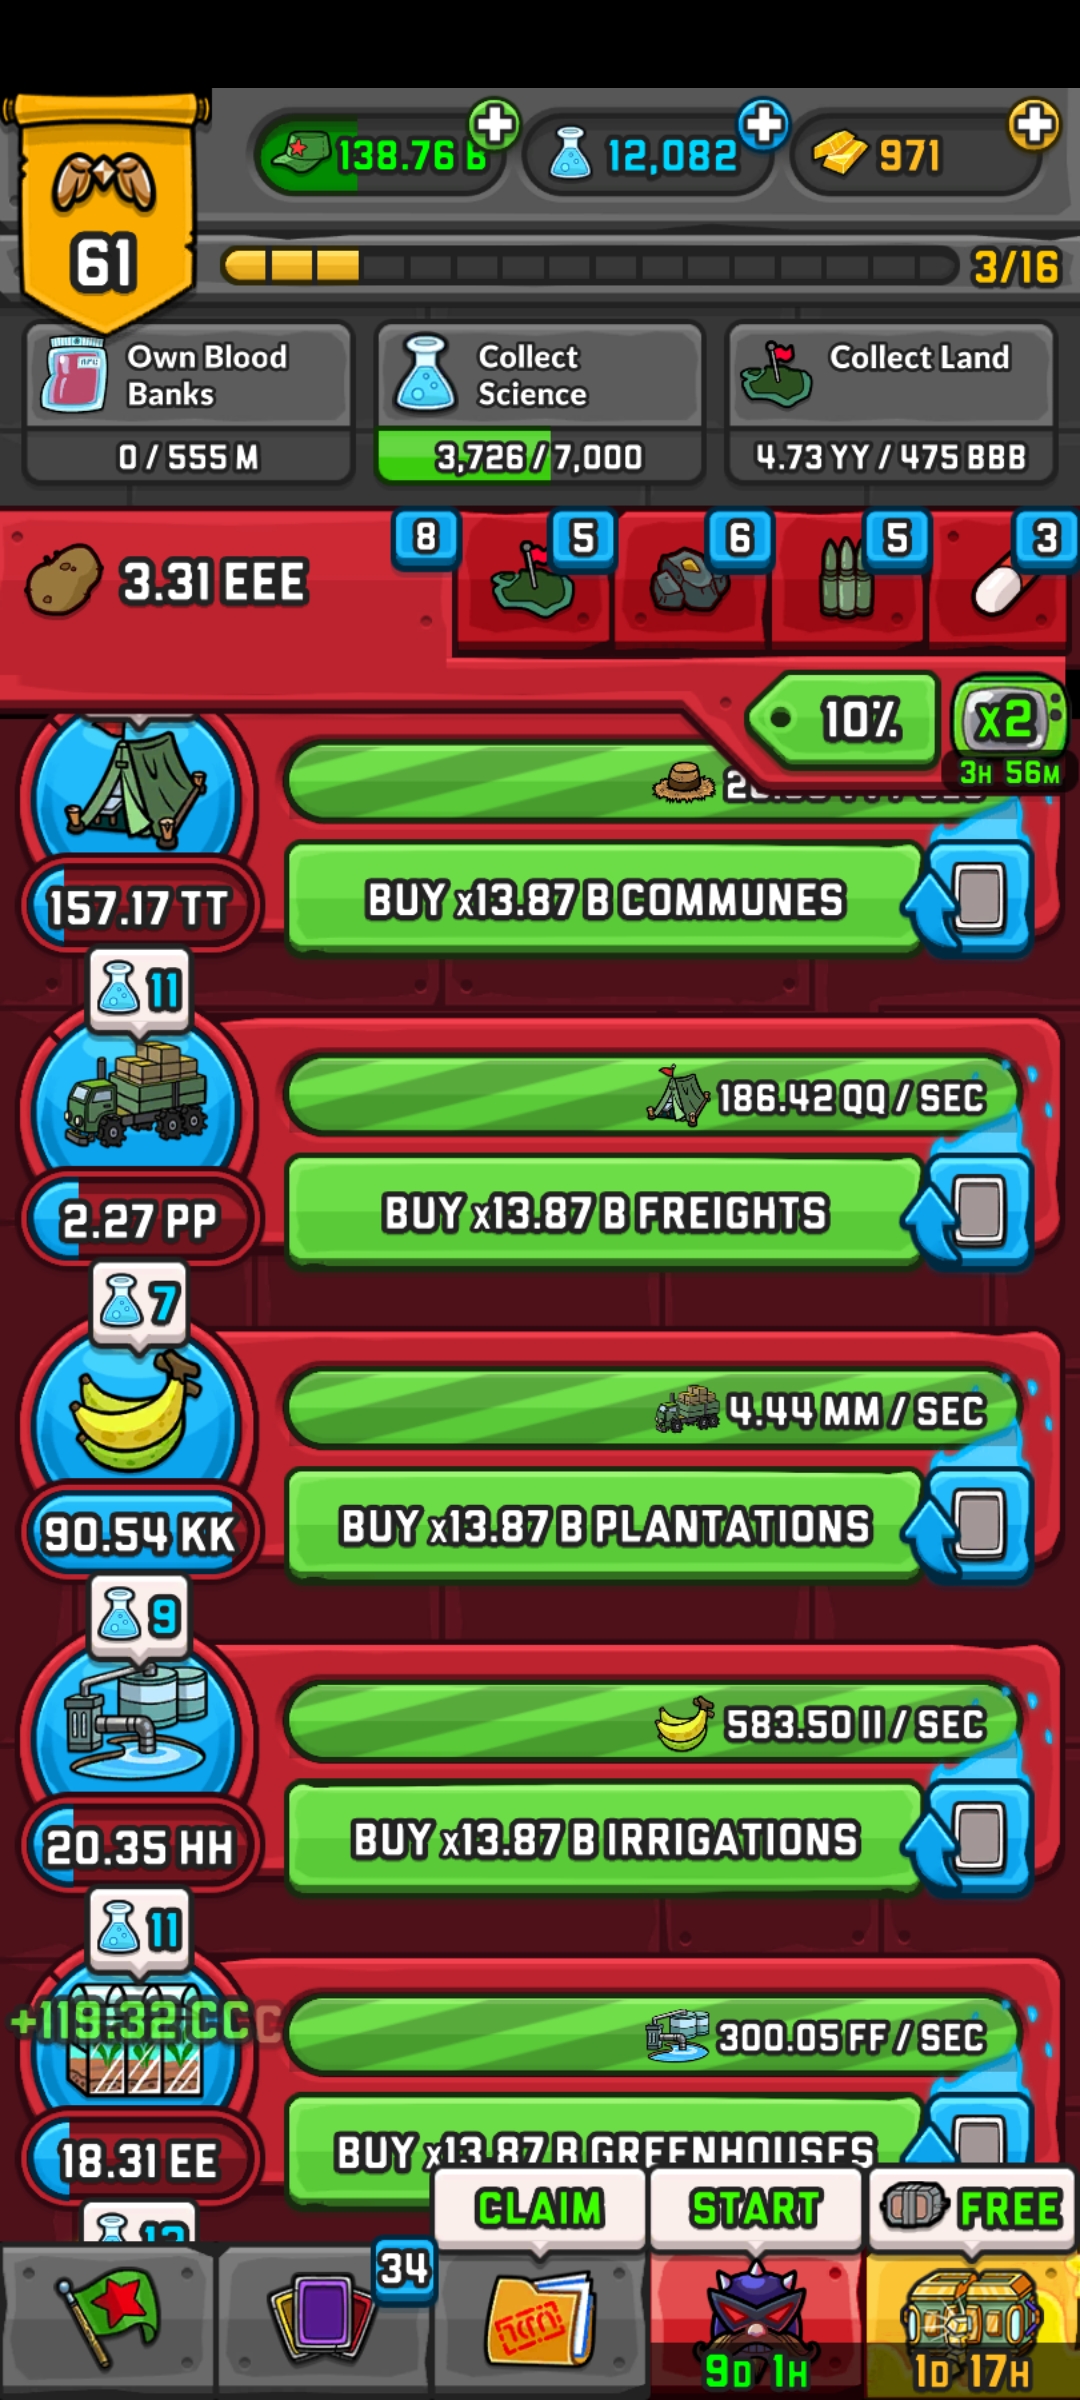 138.76 B
12,082
971
61
3/16
Own Blood
Banks
0 / 555 M
Collect
Science
3,726 / 7,000
Collect Land
4.73 YY / 475 BBB
3.31 EEE
8
5
6
5
3
10%
x2
3H 56M
157.17 TT
BUY x13.87 B COMMUNES
11
186.42 QQ / SEC
2.27 PP
BUY x13.87 B FREIGHTS
7
4.44 MM / SEC
90.54 KK
BUY x13.87 B PLANTATIONS
9
583.50 II / SEC
20.35 HH
BUY x13.87 B IRRIGATIONS
11
+119.32 CCC
300.05 FF / SEC
18.31 EE
BUY x13.87 B GREENHOUSES
CLAIM
START
FREE
34
9D 1H
1D 17H